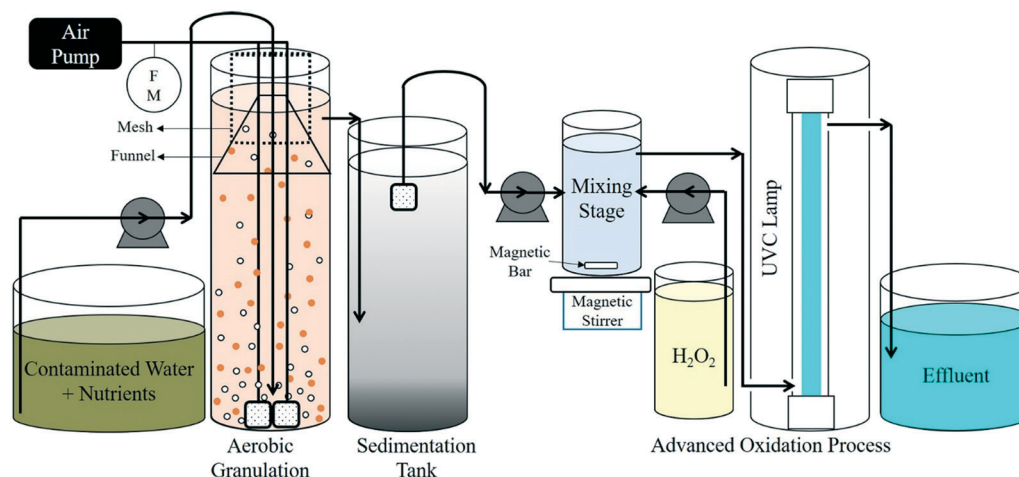 Air
Pump
F
M
Mesh
Funnel
Contaminated Water
+ Nutrients
Aerobic
Granulation
Sedimentation
Tank
Mixing
Stage
Magnetic
Bar
Magnetic
Stirrer
H₂O₂
UVC Lamp
Advanced Oxidation Process
Effluent